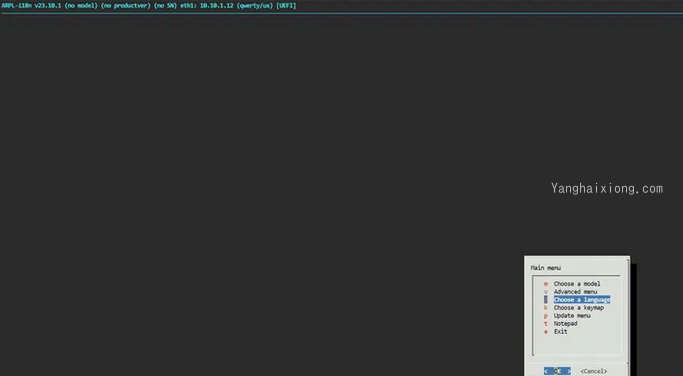 ARPL-i18n v23.10.1 (no model) (no productver) (no SN) eth1: 10.10.1.12 (qwerty/us) [UEFI]
Yanghaixiong.com
Main menu
m Choose a model
v Advanced menu
Choose a language
k Choose a keymap
p Update menu
t Notepad
e Exit
< OK > <Cancel>